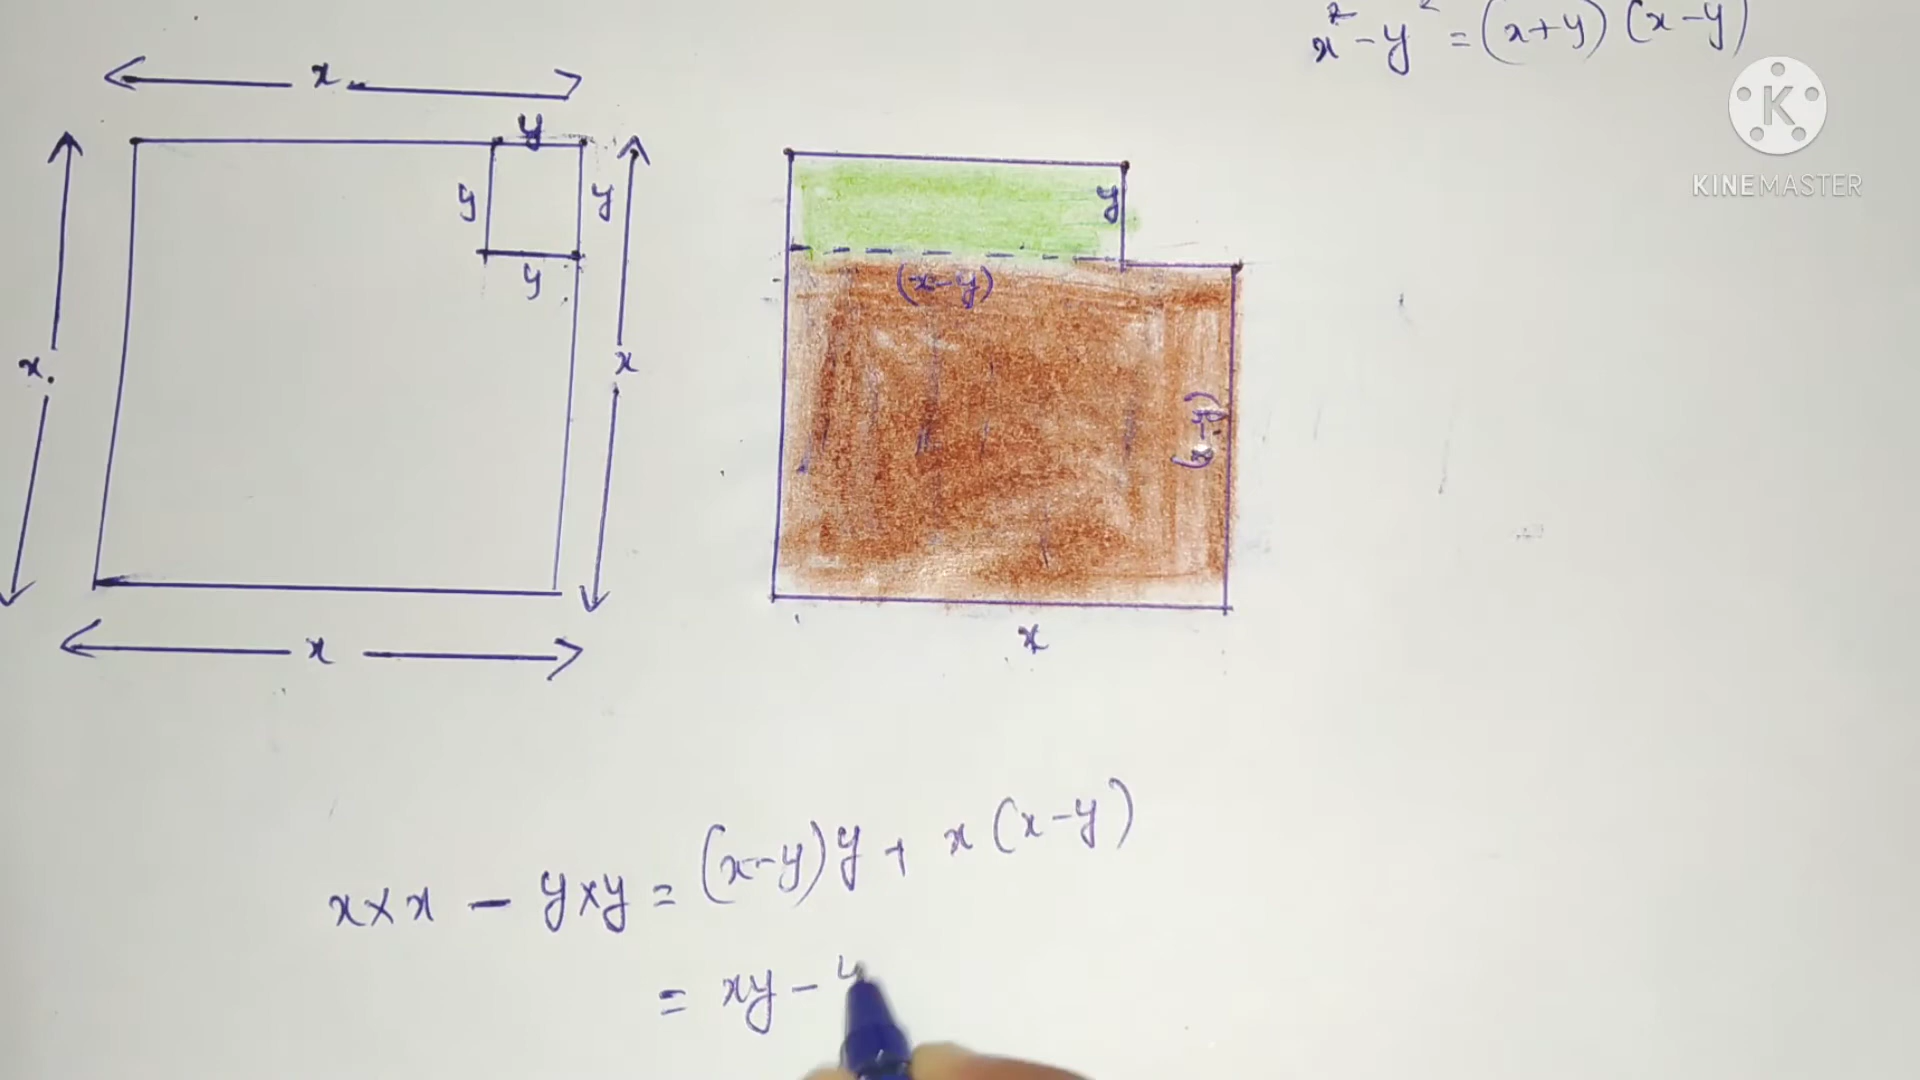 x² - y² = (x+y) (x-y)
K
KINEMASTER
x
y
y
y
y
x
x
x
y
(x-y)
(x-y)
x
x × x - y × y = (x-y)y + x (x-y)
= xy - y